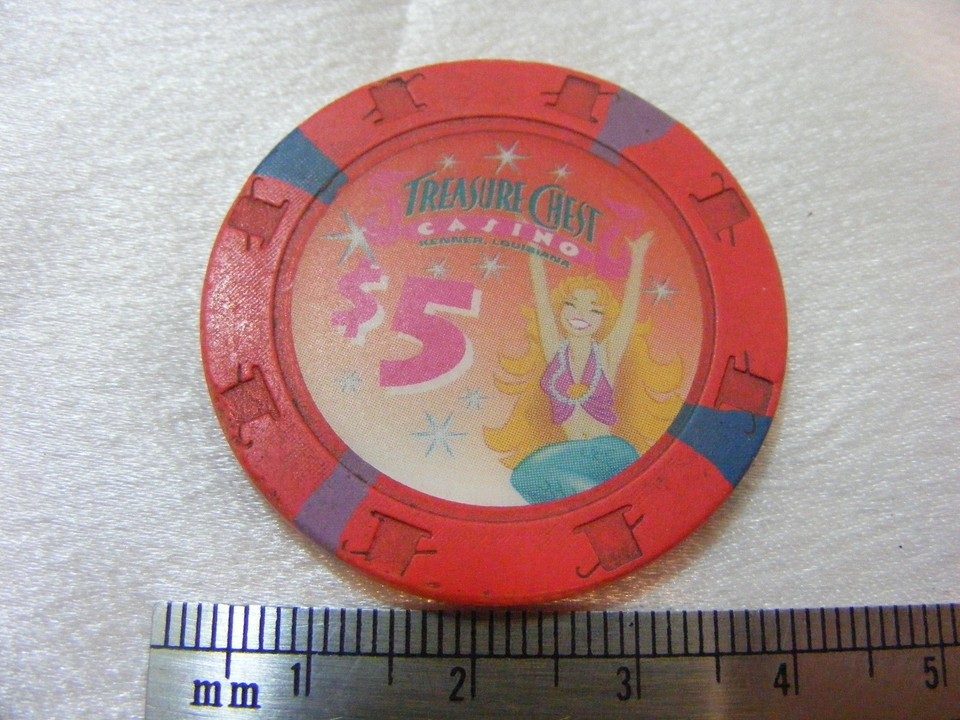 TREASURE CHEST
CASINO
KENNER, LOUISIANA
$5
mm 1 2 3 4 5